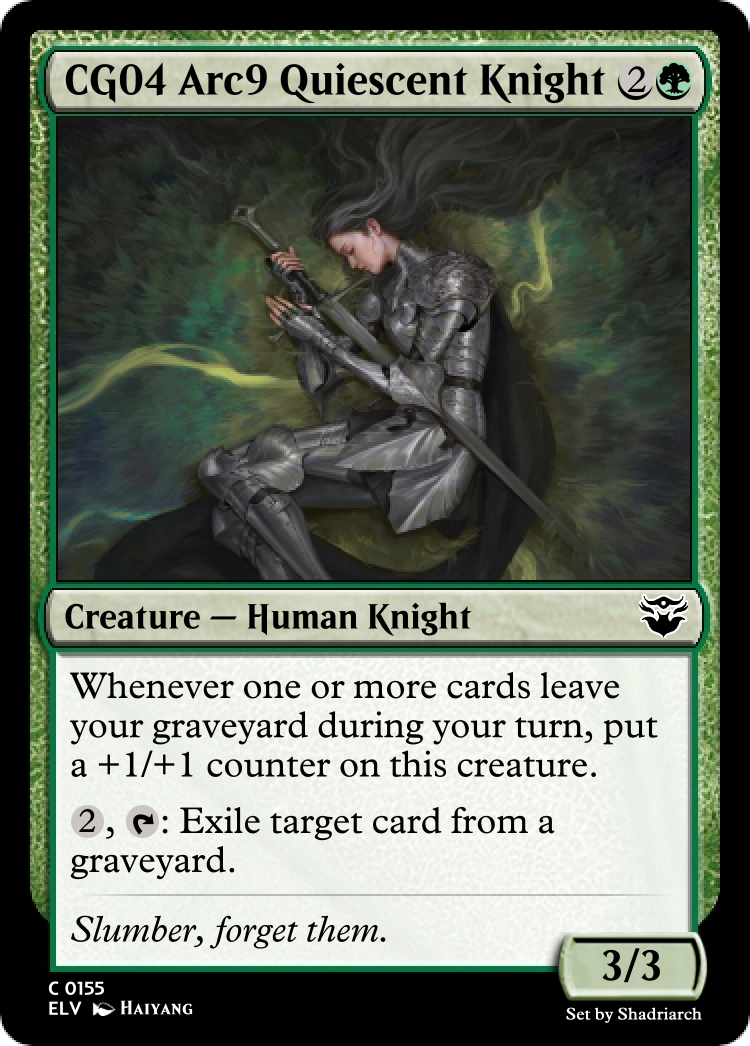 CG04 Arc9 Quiescent Knight 2
Creature — Human Knight
Whenever one or more cards leave
your graveyard during your turn, put
a +1/+1 counter on this creature.
2, : Exile target card from a
graveyard.
Slumber, forget them.
3/3
C 0155
ELV HAIYANG
Set by Shadriarch